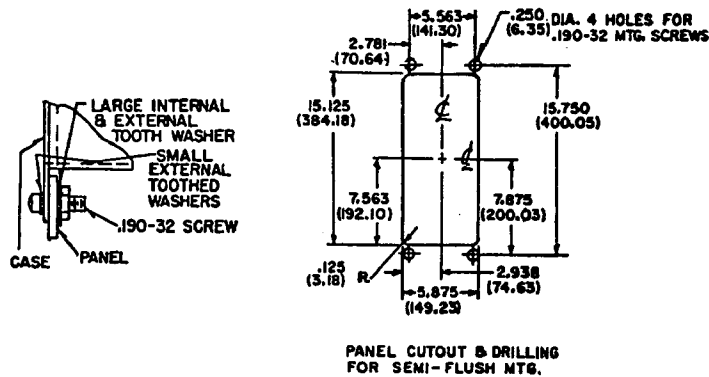 LARGE INTERNAL
& EXTERNAL
TOOTH WASHER
SMALL
EXTERNAL
TOOTHED
WASHERS
.190-32 SCREW
PANEL
CASE
5.563
(141.30)
.250
(6.35)
DIA. 4 HOLES FOR
.190-32 MTG. SCREWS
2.781
(70.64)
15.125
(384.18)
15.750
(400.05)
℄
℄
7.563
(192.10)
7.875
(200.03)
.125
(3.18)
R.
2.938
(74.63)
5.875
(149.23)
PANEL CUTOUT & DRILLING
FOR SEMI-FLUSH MTG.